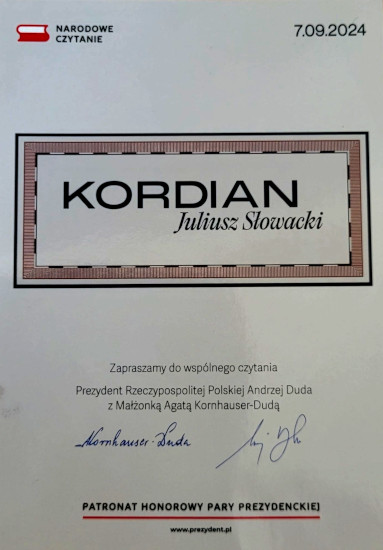 NARODOWE
CZYTANIE
7.09.2024
KORDIAN
Juliusz Słowacki
Zapraszamy do wspólnego czytania
Prezydent Rzeczypospolitej Polskiej Andrzej Duda
z Małżonką Agatą Kornhauser-Dudą
AKornhauser-Duda
PATRONAT HONOROWY PARY PREZYDENCKIEJ
www.prezydent.pl